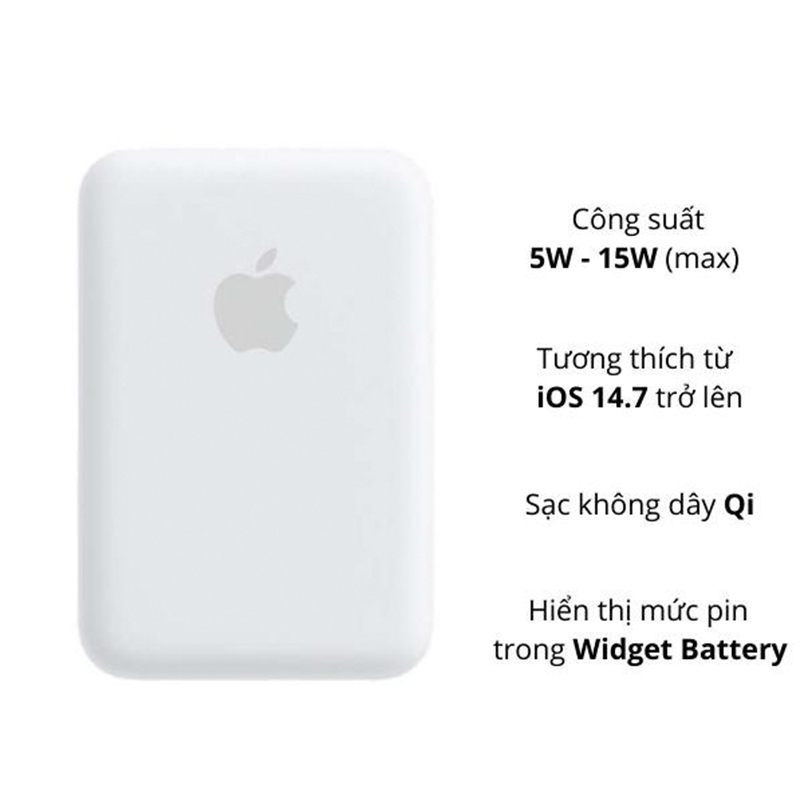 Công suất
5W - 15W (max)
Tương thích từ
iOS 14.7 trở lên
Sạc không dây Qi
Hiển thị mức pin
trong Widget Battery